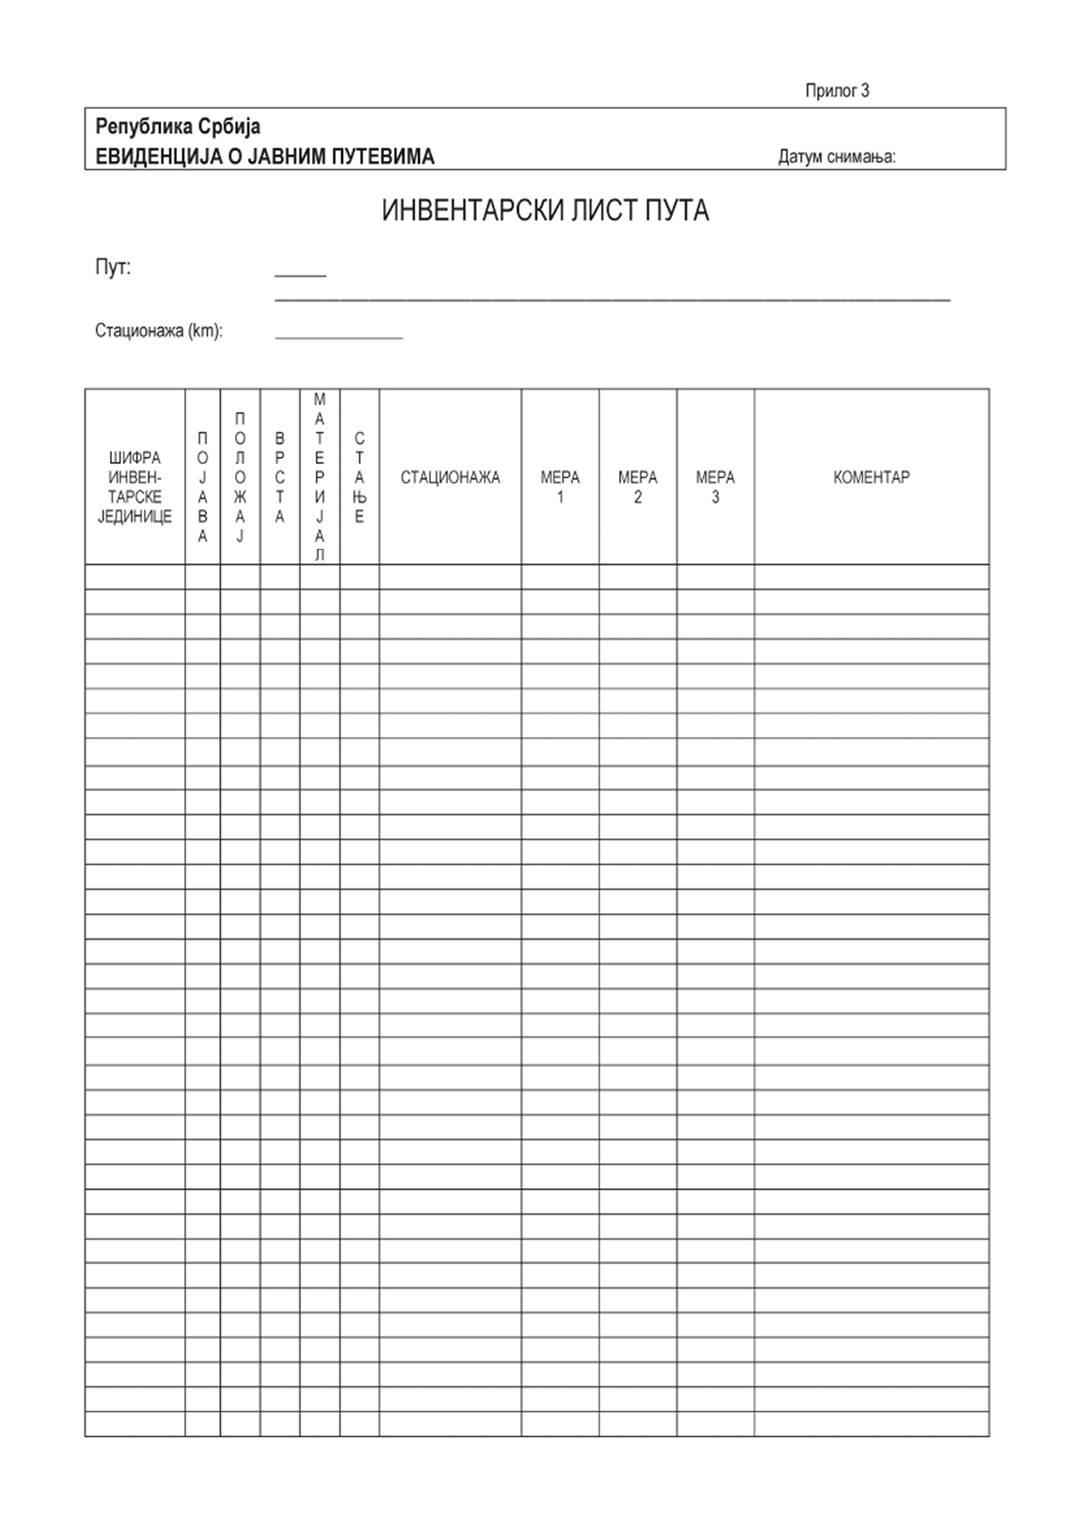 Прилог 3
Република Србија
ЕВИДЕНЦИЈА О ЈАВНИМ ПУТЕВИМА
Датум снимања:
ИНВЕНТАРСКИ ЛИСТ ПУТА
Пут:
Стационажа (km):
ШИФРА
ИНВЕН-
ТАРСКЕ
ЈЕДИНИЦЕ
ПОЈАВА
ПОЛОЖАЈ
ВРСТА
МАТЕРИЈАЛ
СТАЊЕ
СТАЦИОНАЖА
МЕРА
1
МЕРА
2
МЕРА
3
КОМЕНТАР